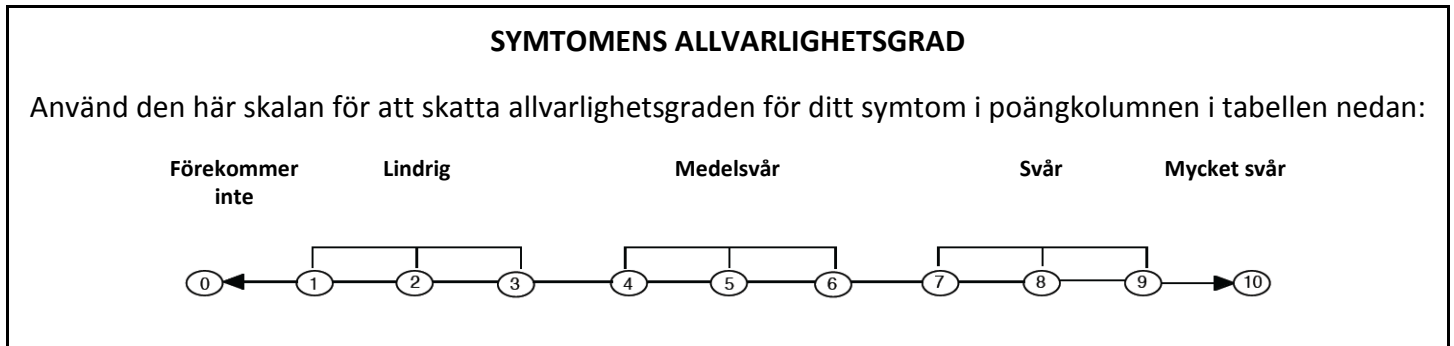 SYMTOMENS ALLVARLIGHETSGRAD
Använd den här skalan för att skatta allvarlighetsgraden för ditt symtom i poängkolumnen i tabellen nedan:
Förekommer inte Lindrig Medelsvår Svår Mycket svår
0 1 2 3 4 5 6 7 8 9 10